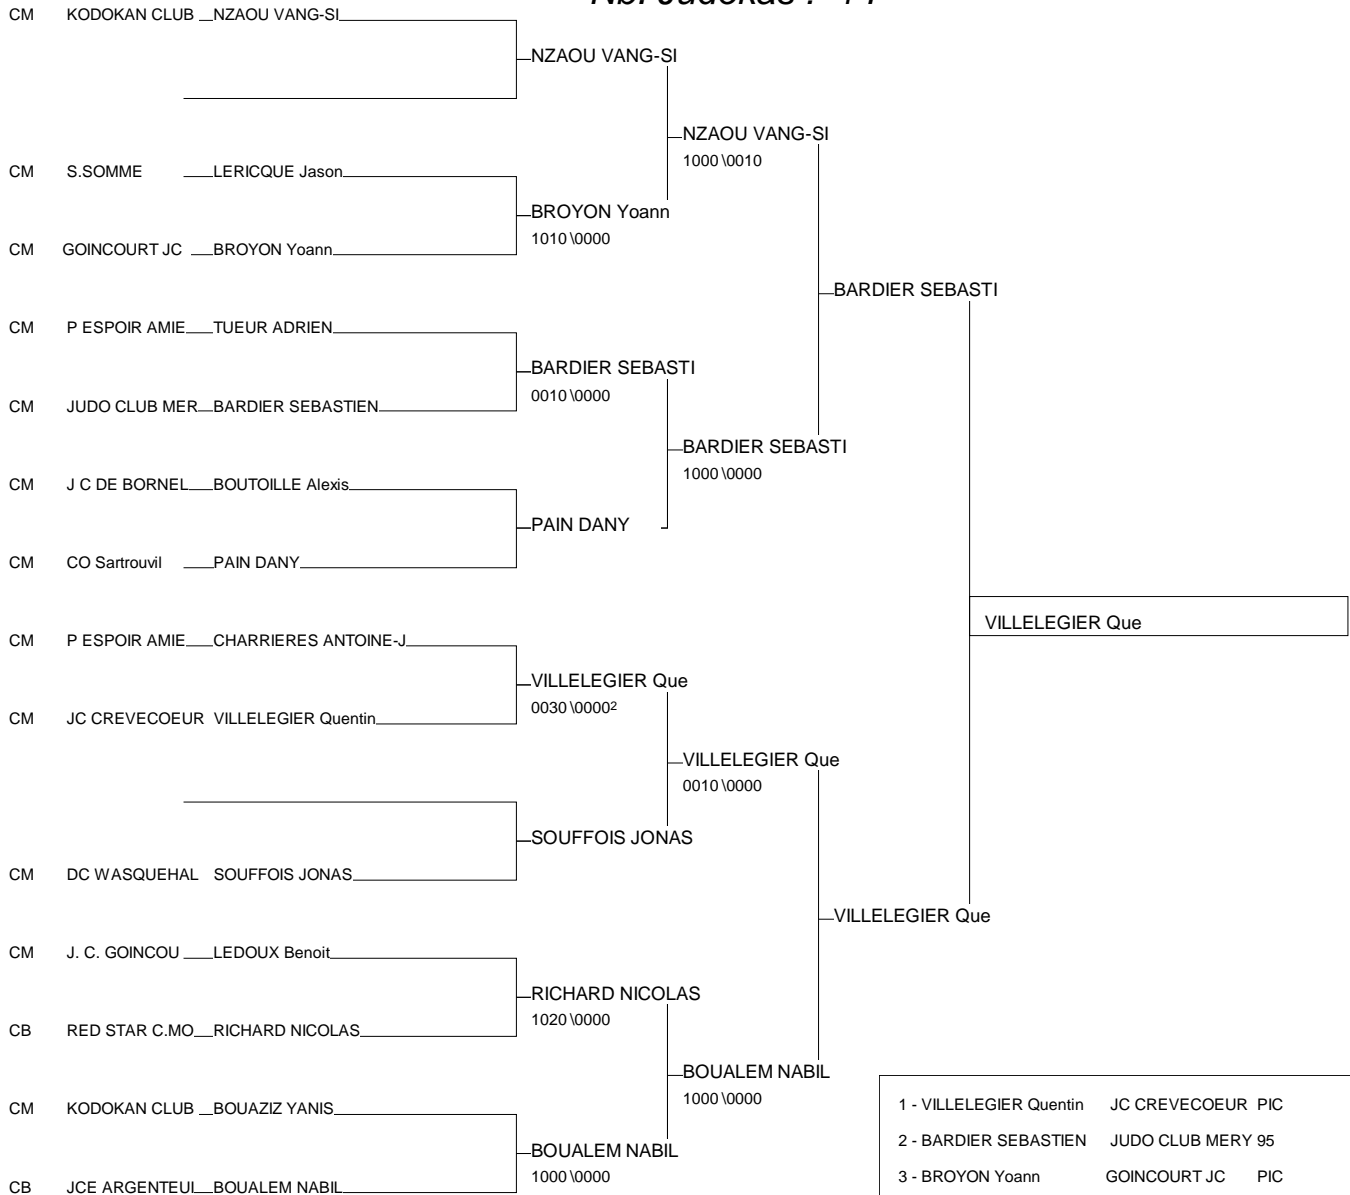 Nbr Judokas :
CM KODOKAN CLUB NZAOU VANG-SI
NZAOU VANG-SI
NZAOU VANG-SI
1000 \0010
CM S.SOMME LERICQUE Jason
BROYON Yoann
1010 \0000
CM GOINCOURT JC BROYON Yoann
BARDIER SEBASTI
CM P ESPOIR AMIE TUEUR ADRIEN
BARDIER SEBASTI
0010 \0000
CM JUDO CLUB MER BARDIER SEBASTIEN
BARDIER SEBASTI
1000 \0000
CM J C DE BORNEL BOUTOILLE Alexis
PAIN DANY
CM CO Sartrouvil PAIN DANY
VILLELEGIER Que
CM P ESPOIR AMIE CHARRIERES ANTOINE-J
VILLELEGIER Que
0030 \0000²
CM JC CREVECOEUR VILLELEGIER Quentin
VILLELEGIER Que
0010 \0000
SOUFFOIS JONAS
CM DC WASQUEHAL SOUFFOIS JONAS
VILLELEGIER Que
CM J. C. GOINCOU LEDOUX Benoit
RICHARD NICOLAS
1020 \0000
CB RED STAR C.MO RICHARD NICOLAS
BOUALEM NABIL
1000 \0000
CM KODOKAN CLUB BOUAZIZ YANIS
BOUALEM NABIL
1000 \0000
CB JCE ARGENTEUI BOUALEM NABIL
1 - VILLELEGIER Quentin JC CREVECOEUR PIC
2 - BARDIER SEBASTIEN JUDO CLUB MERY 95
3 - BROYON Yoann GOINCOURT JC PIC